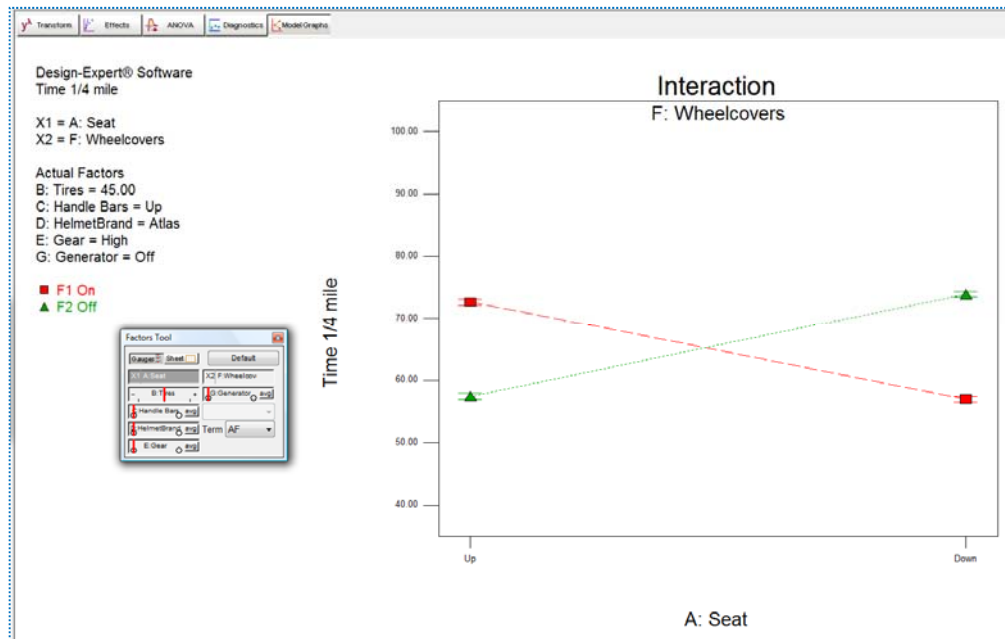 yλ Transform Effects ANOVA Diagnostics Model Graphs
Design-Expert® Software
Time 1/4 mile
X1 = A: Seat
X2 = F: Wheelcovers
Actual Factors
B: Tires = 45.00
C: Handle Bars = Up
D: HelmetBrand = Atlas
E: Gear = High
G: Generator = Off
F1 On
F2 Off
Factors Tool
Gauges Sheet Default
X1 A:Seat X2 F:Wheelcov
- B:Tires + G:Generator avg
Handle Bars avg
HelmetBrand avg Term AF
E:Gear avg
Interaction
F: Wheelcovers
100.00
90.00
80.00
70.00
60.00
50.00
40.00
Time 1/4 mile
Up Down
A: Seat